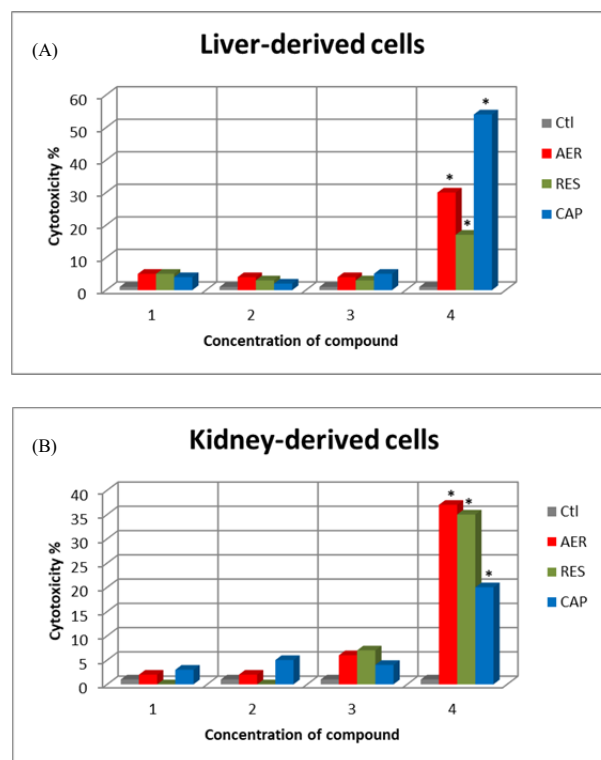 (A)
Liver-derived cells
60
50
40
30
20
10
0
Cytotoxicity %
* * *
1 2 3 4
Concentration of compound
Ctl
AER
RES
CAP
(B)
Kidney-derived cells
40
35
30
25
20
15
10
5
0
Cytotoxicity %
* * *
1 2 3 4
Concentration of compound
Ctl
AER
RES
CAP